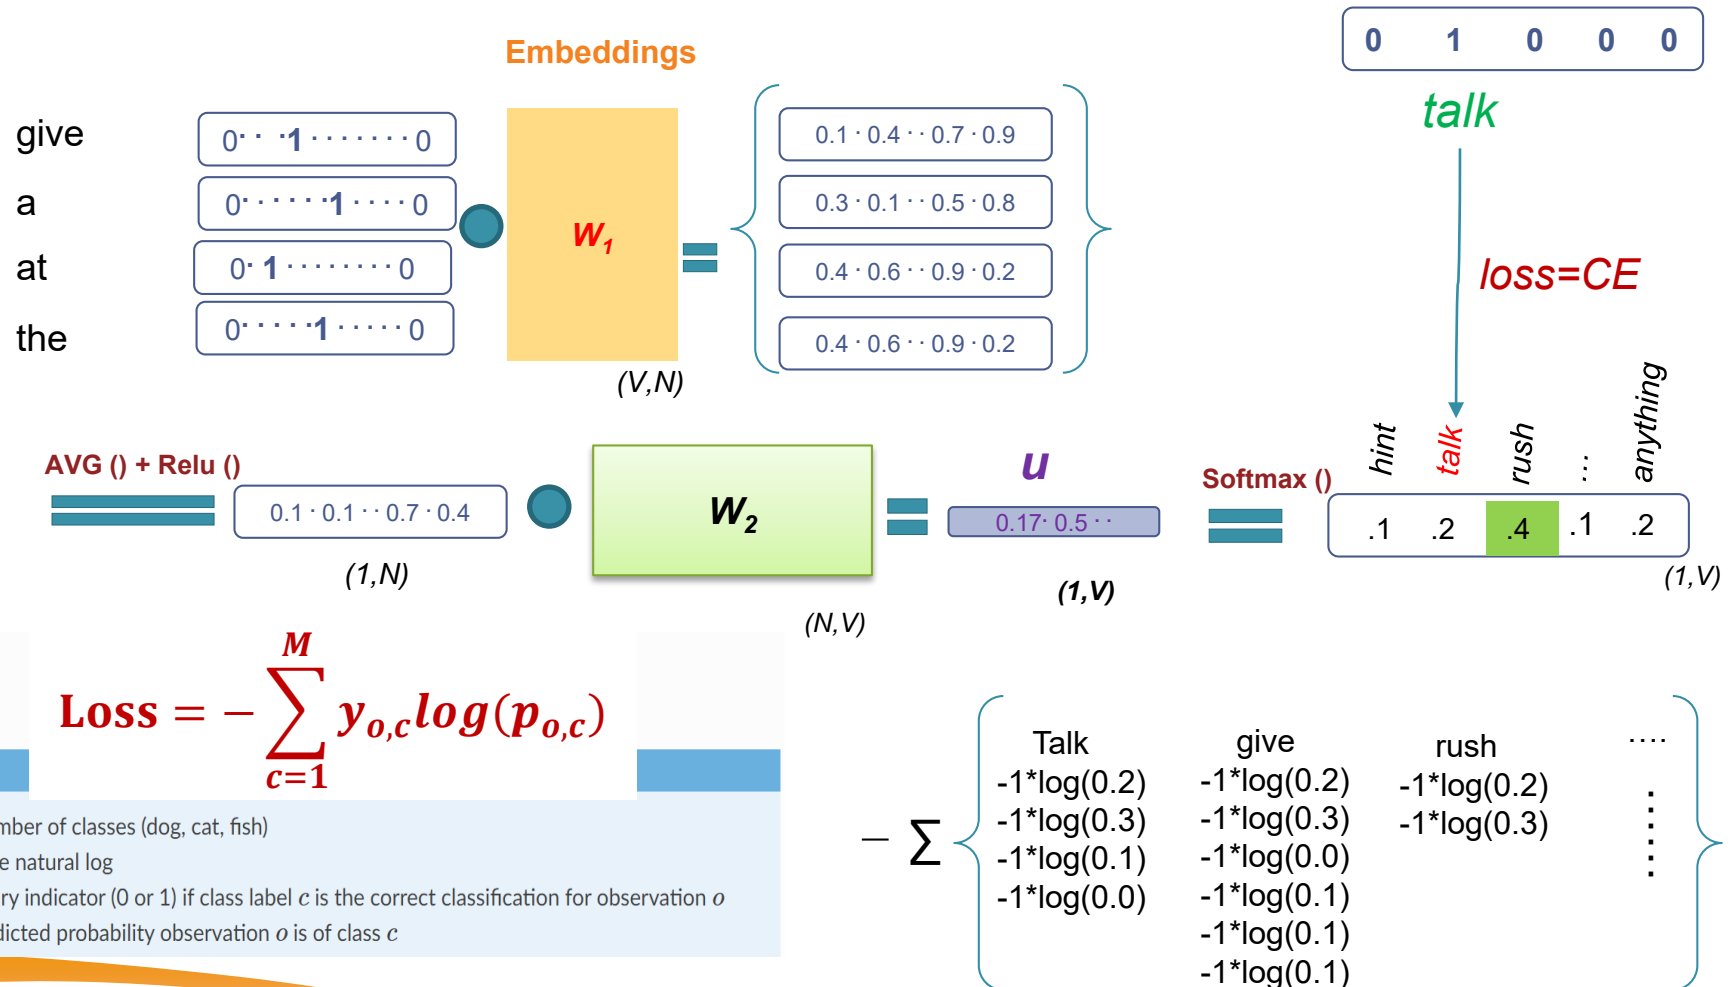 Embeddings
0 1 0 0 0
talk
give
0· · ·1 · · · · · · · 0
0.1 · 0.4 · · 0.7 · 0.9
a
0· · · · · ·1 · · · · 0
0.3 · 0.1 · · 0.5 · 0.8
W1
at
0· 1 · · · · · · · · 0
0.4 · 0.6 · · 0.9 · 0.2
loss=CE
the
0· · · · ·1 · · · · · 0
0.4 · 0.6 · · 0.9 · 0.2
(V,N)
hint talk rush ... anything
AVG () + Relu ()
0.1 · 0.1 · · 0.7 · 0.4
(1,N)
W2
(N,V)
u
0.17· 0.5 · ·
(1,V)
Softmax ()
.1 .2 .4 .1 .2
(1,V)
Loss = − ∑ M c=1 y o,c log(p o,c)
mber of classes (dog, cat, fish)
e natural log
ry indicator (0 or 1) if class label c is the correct classification for observation o
dicted probability observation o is of class c
− ∑
Talk
-1*log(0.2)
-1*log(0.3)
-1*log(0.1)
-1*log(0.0)
give
-1*log(0.2)
-1*log(0.3)
-1*log(0.0)
-1*log(0.1)
-1*log(0.1)
-1*log(0.1)
rush
-1*log(0.2)
-1*log(0.3)
....